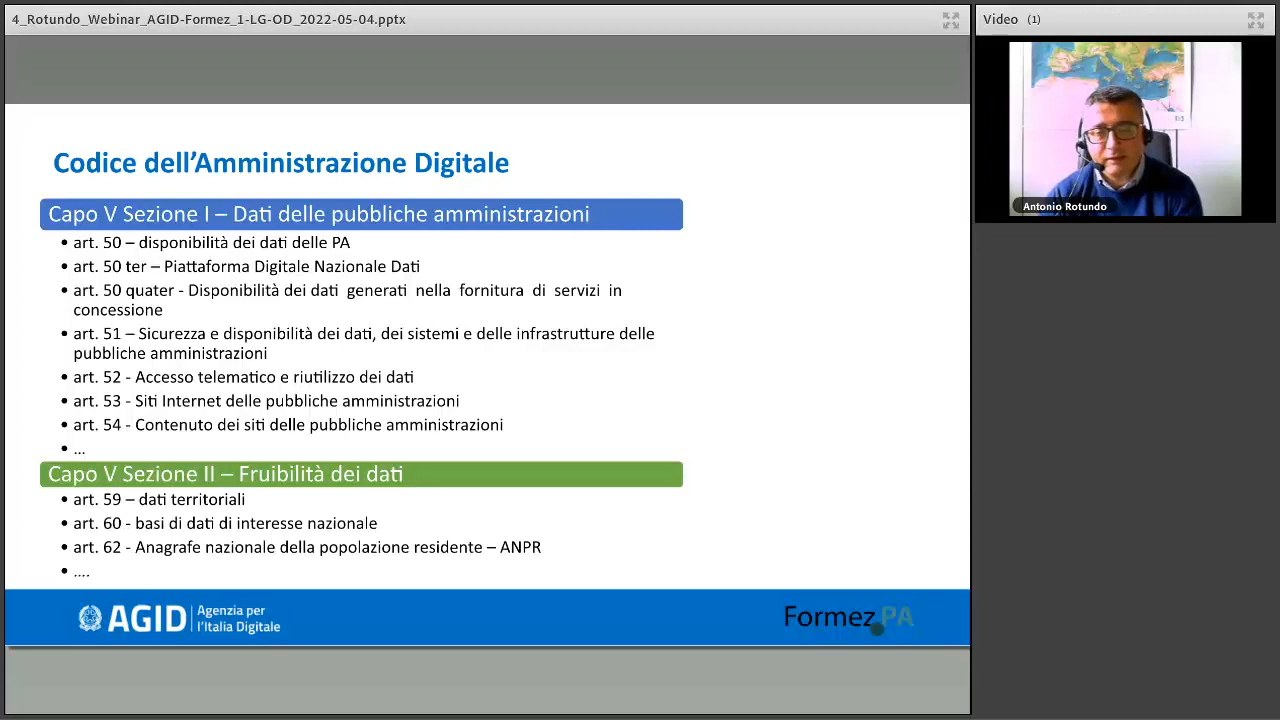 4_Rotundo_Webinar_AGID-Formez_1-LG-OD_2022-05-04.pptx
Video (1)
Codice dell'Amministrazione Digitale
Capo V Sezione I – Dati delle pubbliche amministrazioni
• art. 50 – disponibilità dei dati delle PA
• art. 50 ter – Piattaforma Digitale Nazionale Dati
• art. 50 quater - Disponibilità dei dati generati nella fornitura di servizi in
concessione
• art. 51 – Sicurezza e disponibilità dei dati, dei sistemi e delle infrastrutture delle
pubbliche amministrazioni
• art. 52 - Accesso telematico e riutilizzo dei dati
• art. 53 - Siti Internet delle pubbliche amministrazioni
• art. 54 - Contenuto dei siti delle pubbliche amministrazioni
• ...
Capo V Sezione II – Fruibilità dei dati
• art. 59 – dati territoriali
• art. 60 - basi di dati di interesse nazionale
• art. 62 - Anagrafe nazionale della popolazione residente – ANPR
• ....
AGID Agenzia per
l'Italia Digitale
Formez PA
Antonio Rotundo